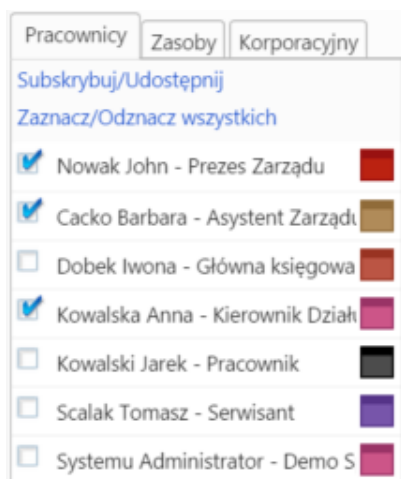 Pracownicy Zasoby Korporacyjny
Subskrybuj/Udostępnij
Zaznacz/Odznacz wszystkich
Nowak John - Prezes Zarządu
Cacko Barbara - Asystent Zarządu
Dobek Iwona - Główna księgowa
Kowalska Anna - Kierownik Działu
Kowalski Jarek - Pracownik
Scalak Tomasz - Serwisant
Systemu Administrator - Demo S